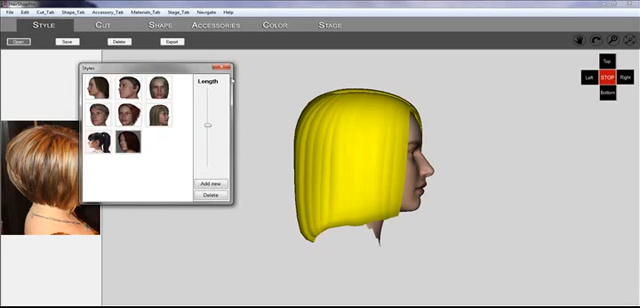 File Edit Cut_Tab Shape_Tab Accessory_Tab Materials_Tab Stage_Tab Navigate Help
STYLE CUT SHAPE ACCESSORIES COLOR STAGE
Open Save Delete Export
Top
Left STOP Right
Bottom
Styles
Length
Add new
Delete